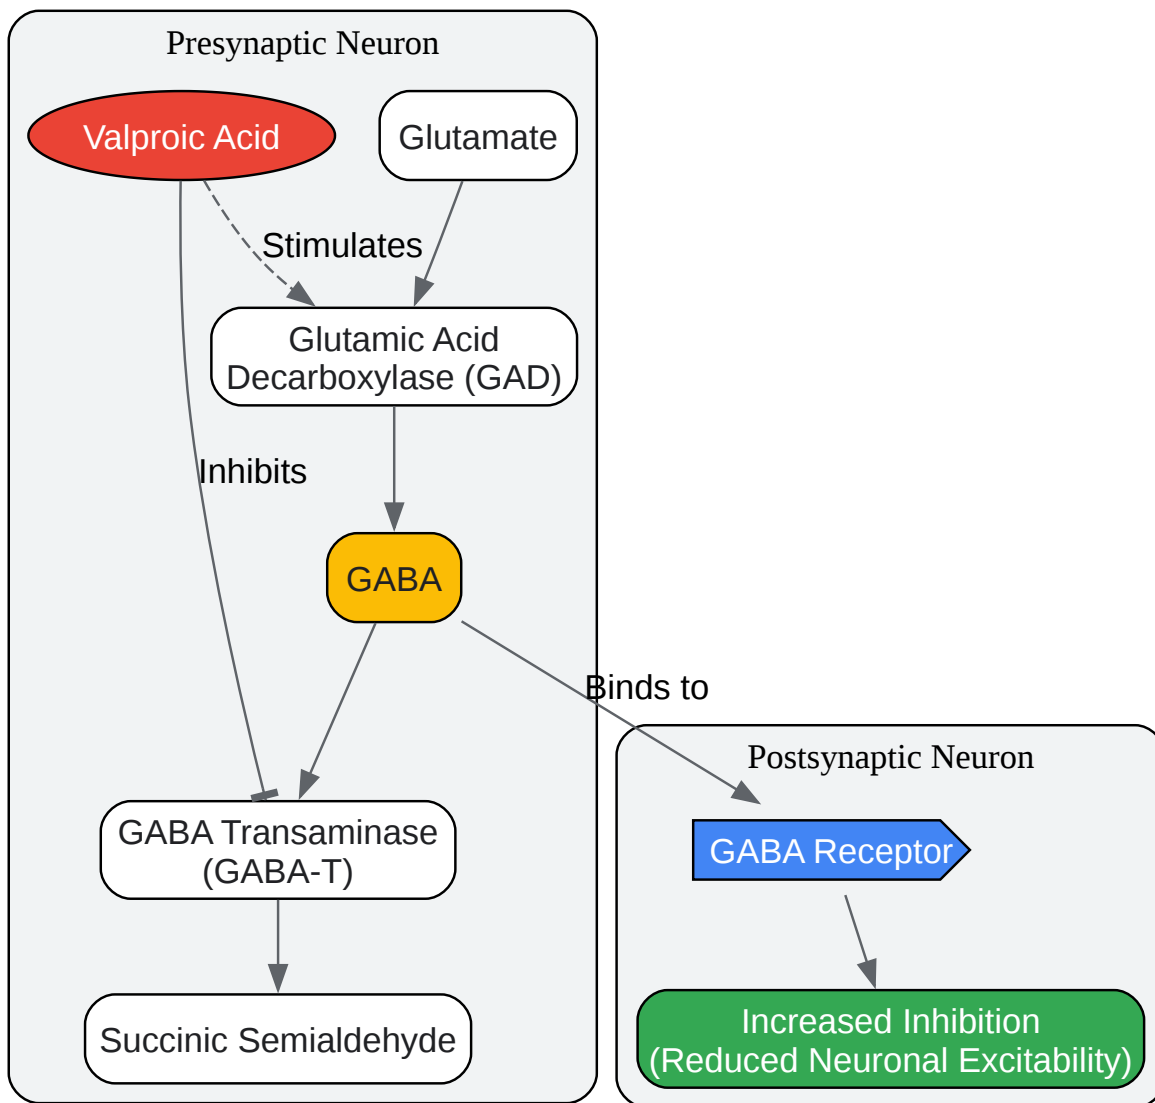 Presynaptic Neuron
Valproic Acid
Glutamate
Stimulates
Glutamic Acid
Decarboxylase (GAD)
Inhibits
GABA
Binds to
Postsynaptic Neuron
GABA Transaminase
(GABA-T)
GABA Receptor
Succinic Semialdehyde
Increased Inhibition
(Reduced Neuronal Excitability)